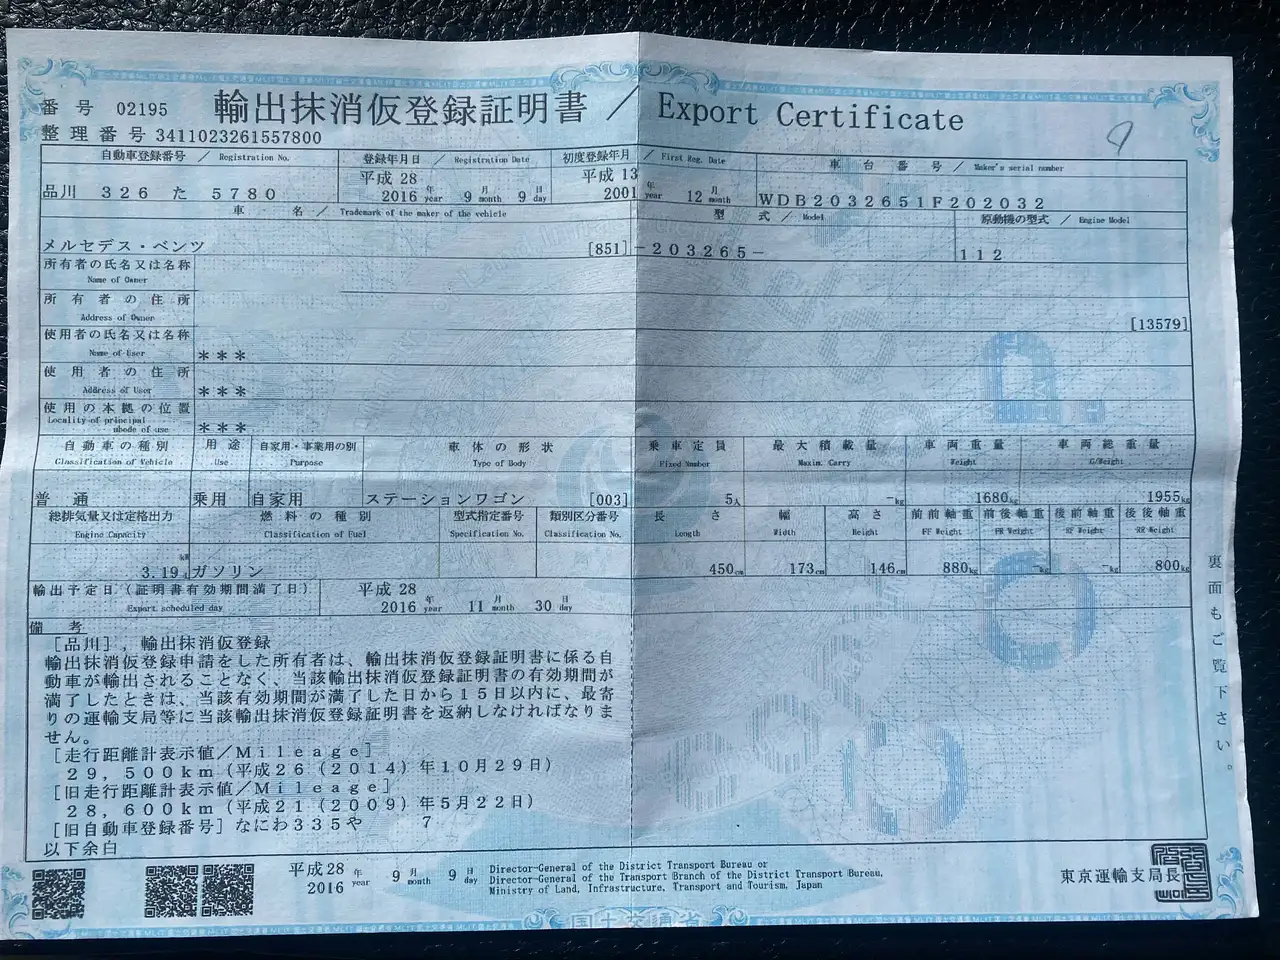 番 号 02195 輸出抹消仮登録証明書 ／ Export Certificate
整理番号 3411023261557800
自動車登録番号 ／ Registration No. 登録年月日 ／ Registration Date 初度登録年月 ／ First Reg. Date 車 台 番 号 ／ Maker's serial number
平成 28 平成 13
品川 326 た 5780 2016 年 year 9 月 month 9 日 day 2001 年 year 12 月 month WDB2032651F202032
車 名 ／ Trademark of the maker of the vehicle 型 式 ／ Model 原動機の型式 ／ Engine Model
メルセデス・ベンツ [851] －203265－ 112
所有者の氏名又は名称
Name of Owner
所有者の住所
Address of Owner
[13579]
使用者の氏名又は名称
Name of User
＊＊＊
使用者の住所
Address of User
＊＊＊
使用の本拠の位置
Locality of principal
abode of use
＊＊＊
自動車の種別 用途 自家用・事業用の別 車体の形状 乗車定員 最大積載量 車両重量 車両総重量
Classification of Vehicle Use Purpose Type of Body Fixed Number Maxim. Carry Weight G/Weight
普 通 乗用 自家用 ステーションワゴン [003] 5人 －kg 1680kg 1955kg
総排気量又は定格出力 燃料の種別 型式指定番号 類別区分番号 長 さ 幅 高さ 前前軸重 前後軸重 後前軸重 後後軸重
Engine Capacity Classification of Fuel Specification No. Classification No. Length Width Height FF Weight FR Weight RF Weight RR Weight
kW
3.19 L ガソリン 450cm 173cm 146cm 880kg －kg －kg 800kg
輸出予定日（証明書有効期間満了日） 平成 28
Export scheduled day 2016 年 year 11 月 month 30 日 day
備 考
［品川］，輸出抹消仮登録
輸出抹消仮登録申請をした所有者は、輸出抹消仮登録証明書に係る自
動車が輸出されることなく、当該輸出抹消仮登録証明書の有効期間が
満了したときは、当該有効期間が満了した日から15日以内に、最寄
りの運輸支局等に当該輸出抹消仮登録証明書を返納しなければなりま
せん。
［走行距離計表示値／Mileage］
29，500km（平成26（2014）年10月29日）
［旧走行距離計表示値／Mileage］
28，600km（平成21（2009）年5月22日）
［旧自動車登録番号］なにわ335や 7
以下余白
裏面もご覧下さい。
平成28 年 9 月 9 日
2016 year month day
Director-General of the District Transport Bureau or
Director-General of the Transport Branch of the District Transport Bureau,
Ministry of Land, Infrastructure, Transport and Tourism, Japan
東京運輸支局長
国土交通省